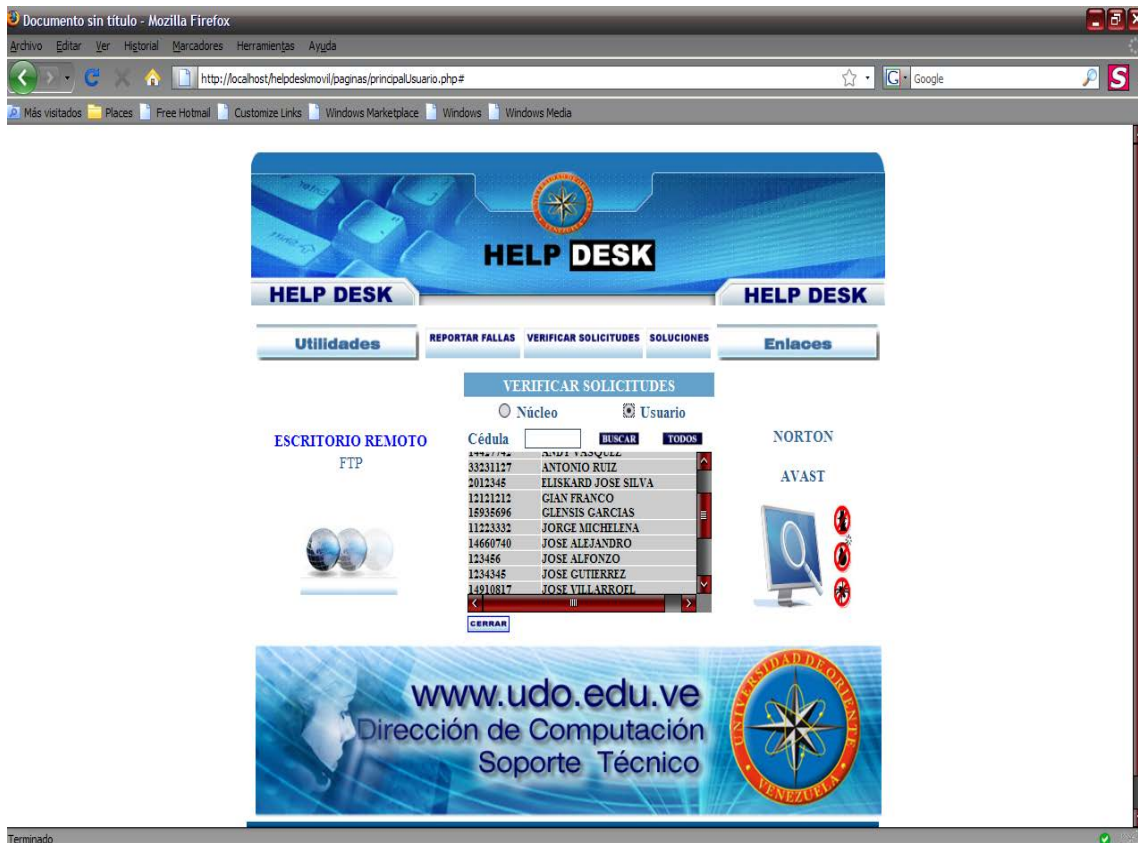 Documento sin título - Mozilla Firefox
Archivo Editar Ver Historial Marcadores Herramientas Ayuda
http://localhost/helpdeskmovil/paginas/principalUsuario.php#
G Google
S
Más visitados Places Free Hotmail Customize Links Windows Marketplace Windows Windows Media
HELP DESK
HELP DESK
HELP DESK
Utilidades
REPORTAR FALLAS VERIFICAR SOLICITUDES SOLUCIONES
Enlaces
VERIFICAR SOLICITUDES
Núcleo Usuario
Cédula BUSCAR TODOS
ESCRITORIO REMOTO
FTP
14427742 ANDY VASQUEZ
33231127 ANTONIO RUIZ
2012345 ELISKARD JOSE SILVA
12121212 GIAN FRANCO
15935696 GLENSIS GARCIAS
11223332 JORGE MICHELENA
14660740 JOSE ALEJANDRO
123456 JOSE ALFONZO
1234345 JOSE GUTIERREZ
14910817 JOSE VILLARROEL
CERRAR
NORTON
AVAST
www.udo.edu.ve
Dirección de Computación
Soporte Técnico
UNIVERSIDAD DE ORIENTE
VENEZUELA
Terminado